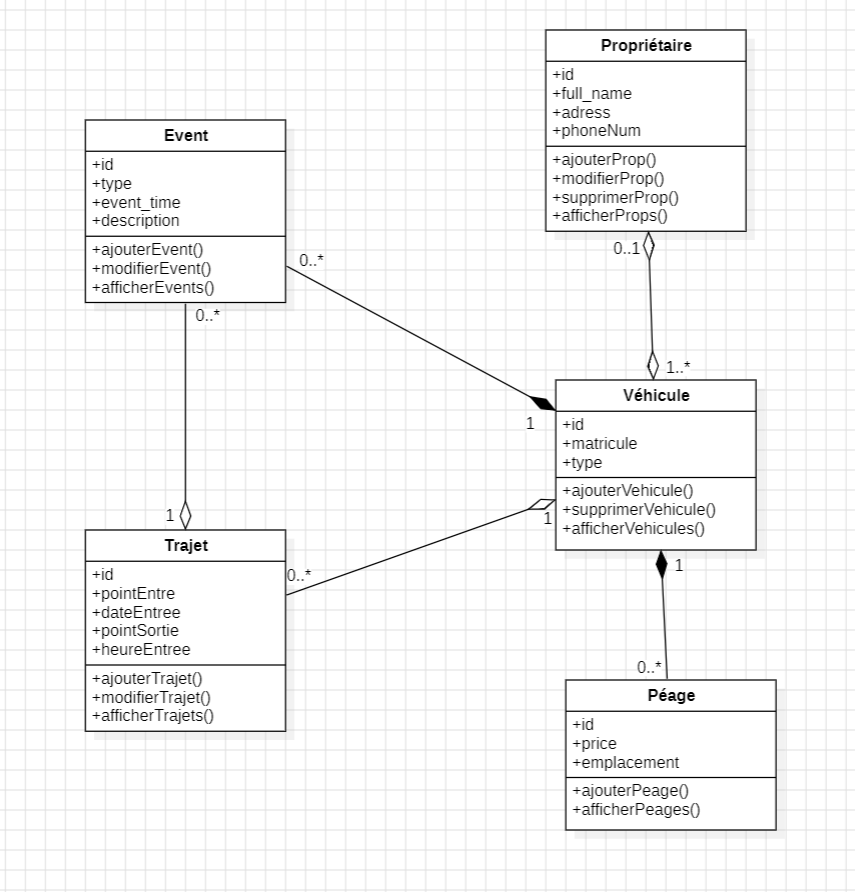 Propriétaire
+id
+full_name
+adress
+phoneNum
+ajouterProp()
+modifierProp()
+supprimerProp()
+afficherProps()
0..1
Event
+id
+type
+event_time
+description
+ajouterEvent()
+modifierEvent()
+afficherEvents()
0..*
0..*
1..*
Véhicule
+id
+matricule
+type
+ajouterVehicule()
+supprimerVehicule()
+afficherVehicules()
1
1
1
1
Trajet
+id
+pointEntre
+dateEntree
+pointSortie
+heureEntree
+ajouterTrajet()
+modifierTrajet()
+afficherTrajets()
0..*
0..*
Péage
+id
+price
+emplacement
+ajouterPeage()
+afficherPeages()